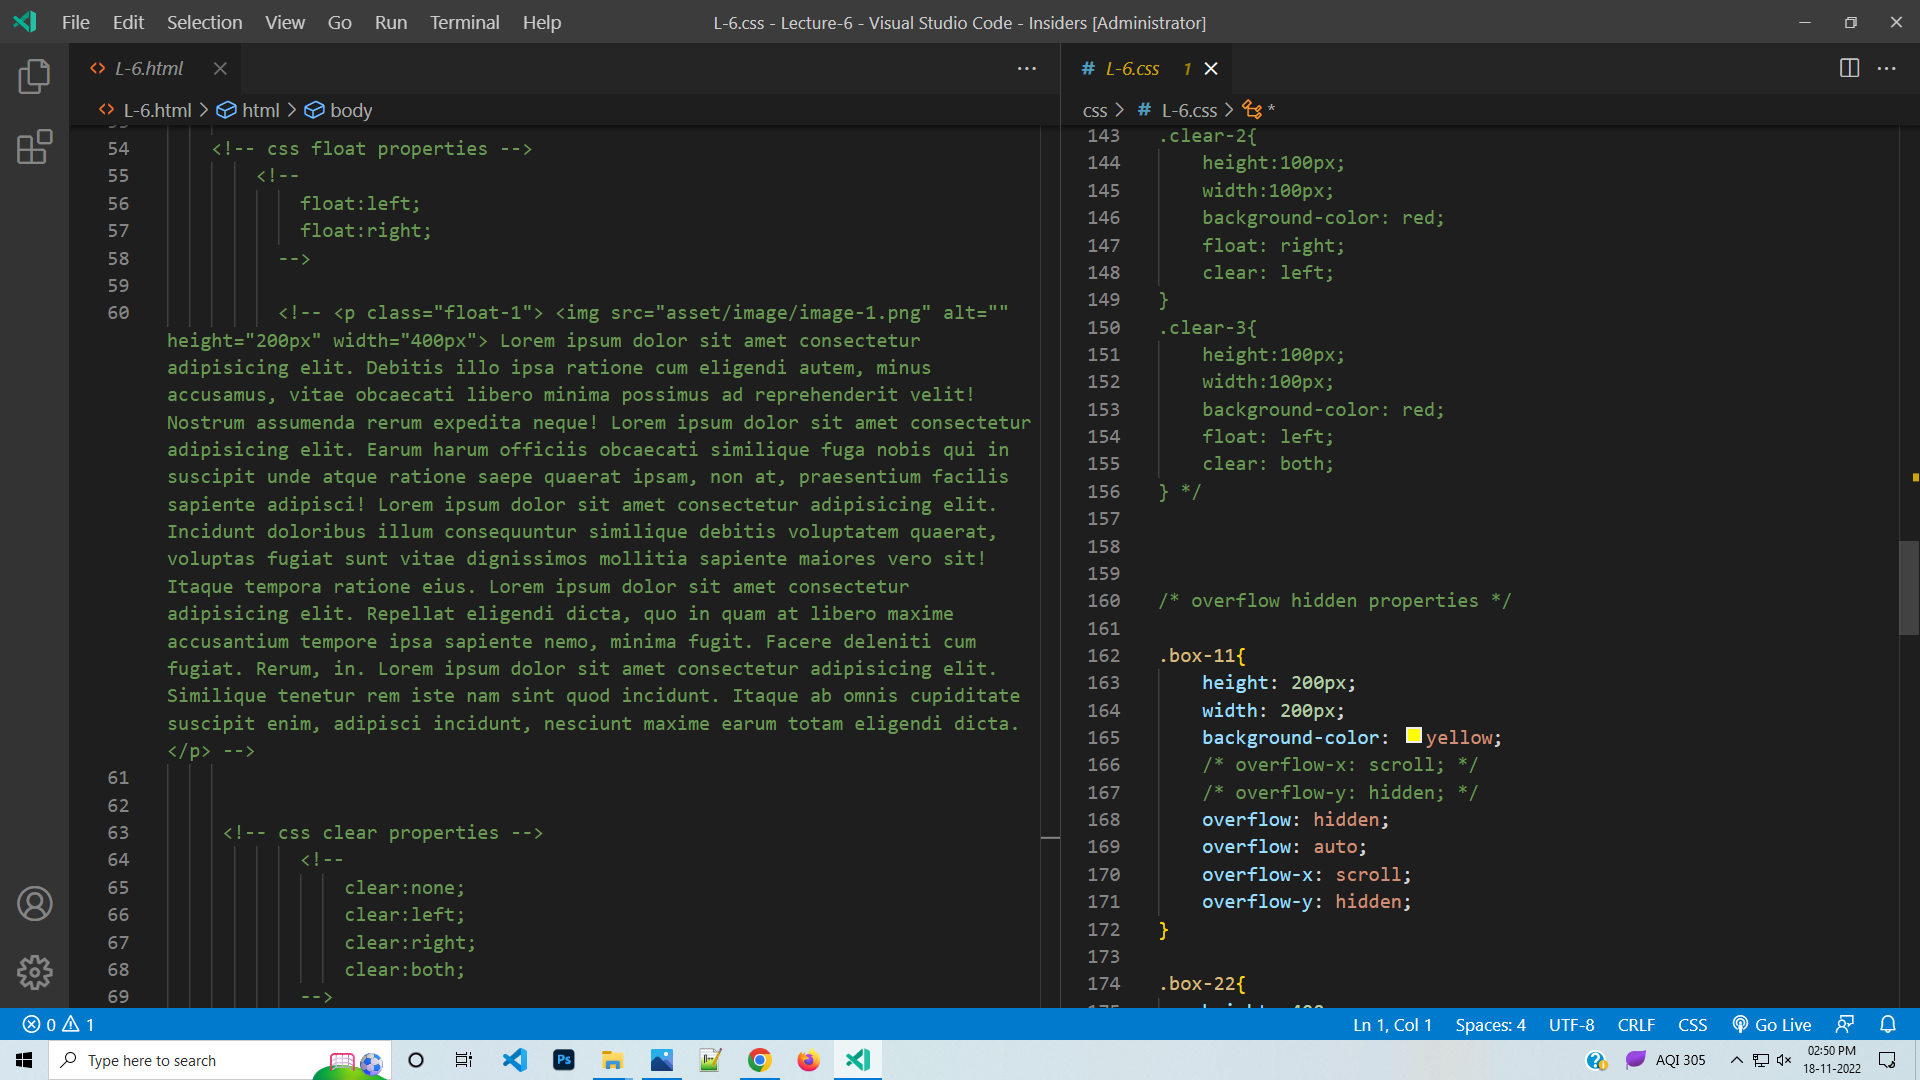 File Edit Selection View Go Run Terminal Help
L-6.css - Lecture-6 - Visual Studio Code - Insiders [Administrator]
L-6.html
L-6.html > html > body
54 <!-- css float properties -->
55 <!--
56 float:left;
57 float:right;
58 -->
59
60 <!-- <p class="float-1"> <img src="asset/image/image-1.png" alt=""
height="200px" width="400px"> Lorem ipsum dolor sit amet consectetur
adipisicing elit. Debitis illo ipsa ratione cum eligendi autem, minus
accusamus, vitae obcaecati libero minima possimus ad reprehenderit velit!
Nostrum assumenda rerum expedita neque! Lorem ipsum dolor sit amet consectetur
adipisicing elit. Earum harum officiis obcaecati similique fuga nobis qui in
suscipit unde atque ratione saepe quaerat ipsam, non at, praesentium facilis
sapiente adipisci! Lorem ipsum dolor sit amet consectetur adipisicing elit.
Incidunt doloribus illum consequuntur similique debitis voluptatem quaerat,
voluptas fugiat sunt vitae dignissimos mollitia sapiente maiores vero sit!
Itaque tempora ratione eius. Lorem ipsum dolor sit amet consectetur
adipisicing elit. Repellat eligendi dicta, quo in quam at libero maxime
accusantium tempore ipsa sapiente nemo, minima fugit. Facere deleniti cum
fugiat. Rerum, in. Lorem ipsum dolor sit amet consectetur adipisicing elit.
Similique tenetur rem iste nam sint quod incidunt. Itaque ab omnis cupiditate
suscipit enim, adipisci incidunt, nesciunt maxime earum totam eligendi dicta.
</p> -->
61
62
63 <!-- css clear properties -->
64 <!--
65 clear:none;
66 clear:left;
67 clear:right;
68 clear:both;
69 -->
# L-6.css 1
css > # L-6.css > *
143 .clear-2{
144 height:100px;
145 width:100px;
146 background-color: red;
147 float: right;
148 clear: left;
149 }
150 .clear-3{
151 height:100px;
152 width:100px;
153 background-color: red;
154 float: left;
155 clear: both;
156 } */
157
158
159
160 /* overflow hidden properties */
161
162 .box-11{
163 height: 200px;
164 width: 200px;
165 background-color: yellow;
166 /* overflow-x: scroll; */
167 /* overflow-y: hidden; */
168 overflow: hidden;
169 overflow: auto;
170 overflow-x: scroll;
171 overflow-y: hidden;
172 }
173
174 .box-22{
0 1
Ln 1, Col 1 Spaces: 4 UTF-8 CRLF CSS Go Live
Type here to search
Ps
AQI 305
02:50 PM
18-11-2022